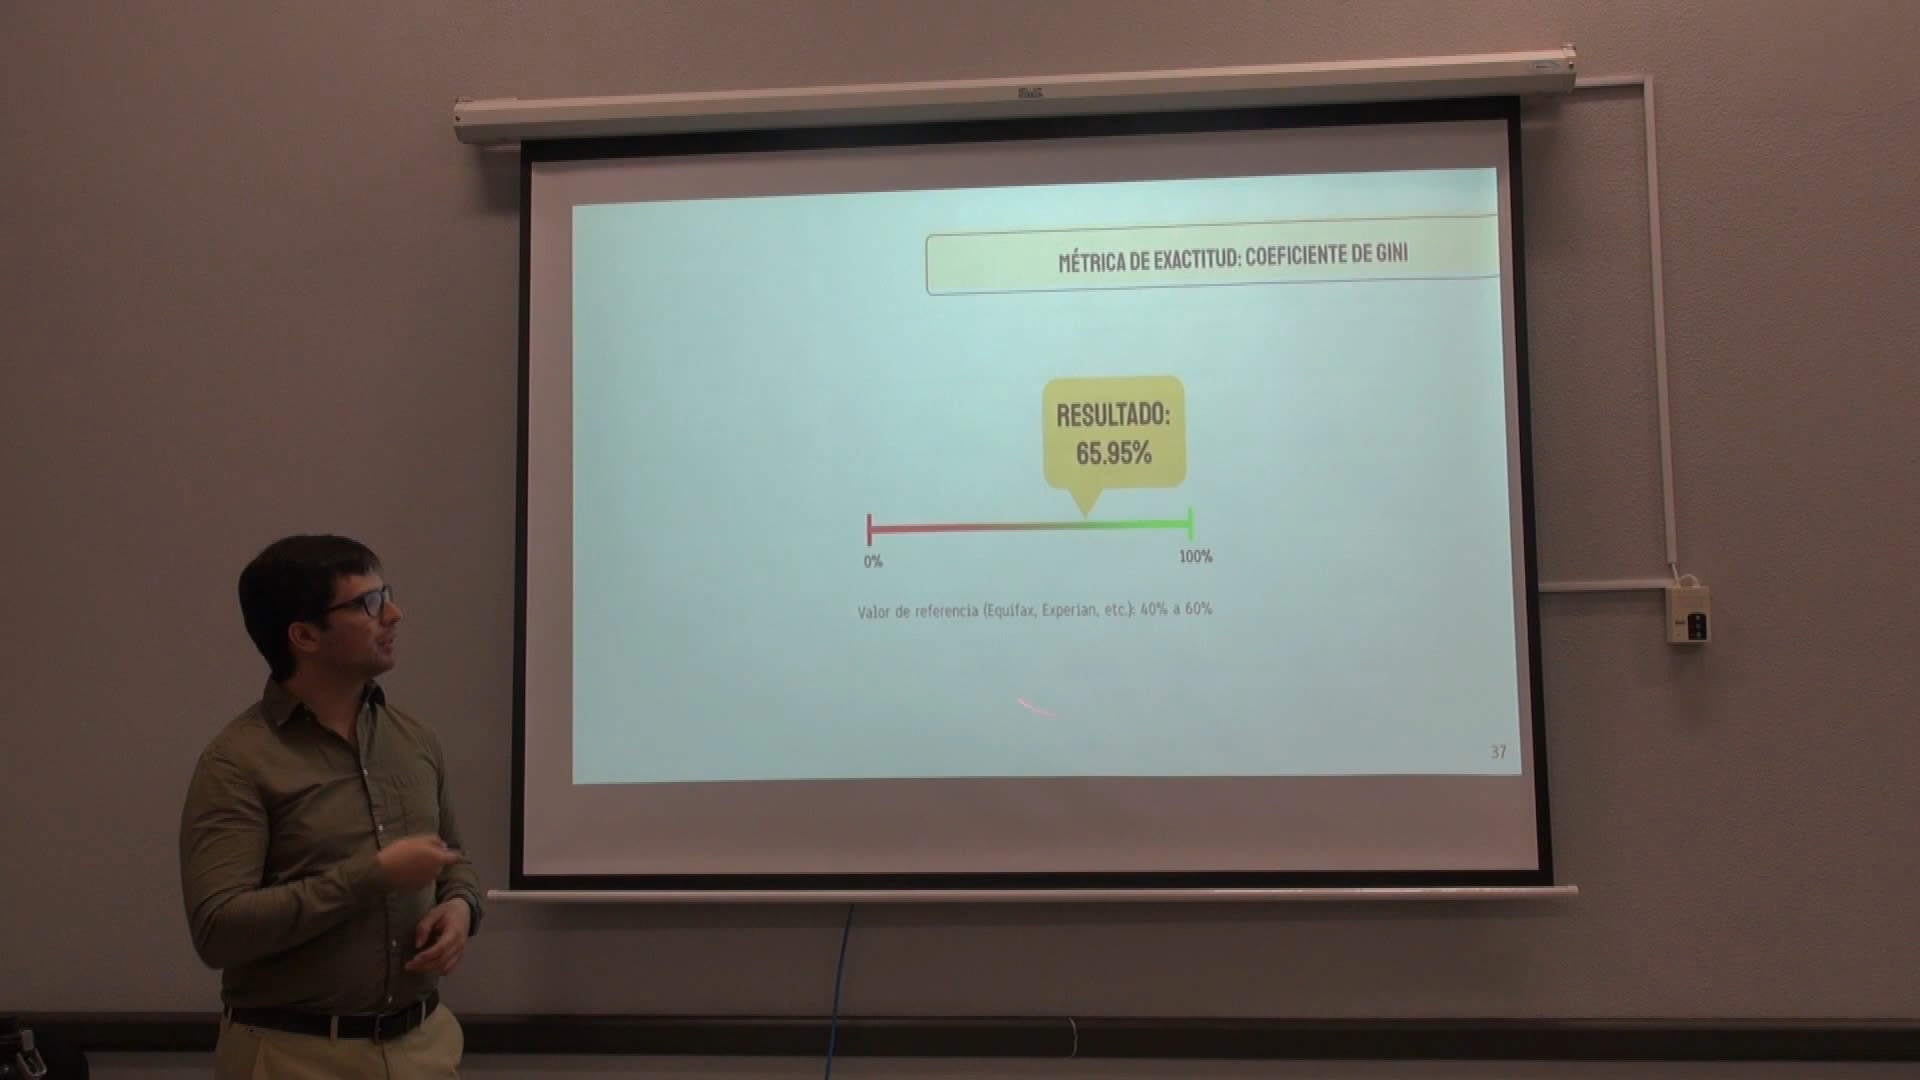 MÉTRICA DE EXACTITUD: COEFICIENTE DE GINI
RESULTADO:
65.95%
0%
100%
Valor de referencia (Equifax, Experian, etc.): 40% a 60%
37